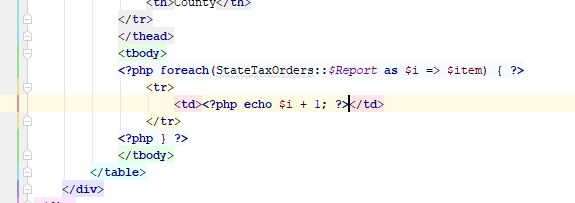 <th>County</th>
</tr>
</thead>
<tbody>
<?php foreach(StateTaxOrders::$Report as $i => $item) { ?>
<tr>
<td><?php echo $i + 1; ?></td>
</tr>
<?php } ?>
</tbody>
</table>
</div>